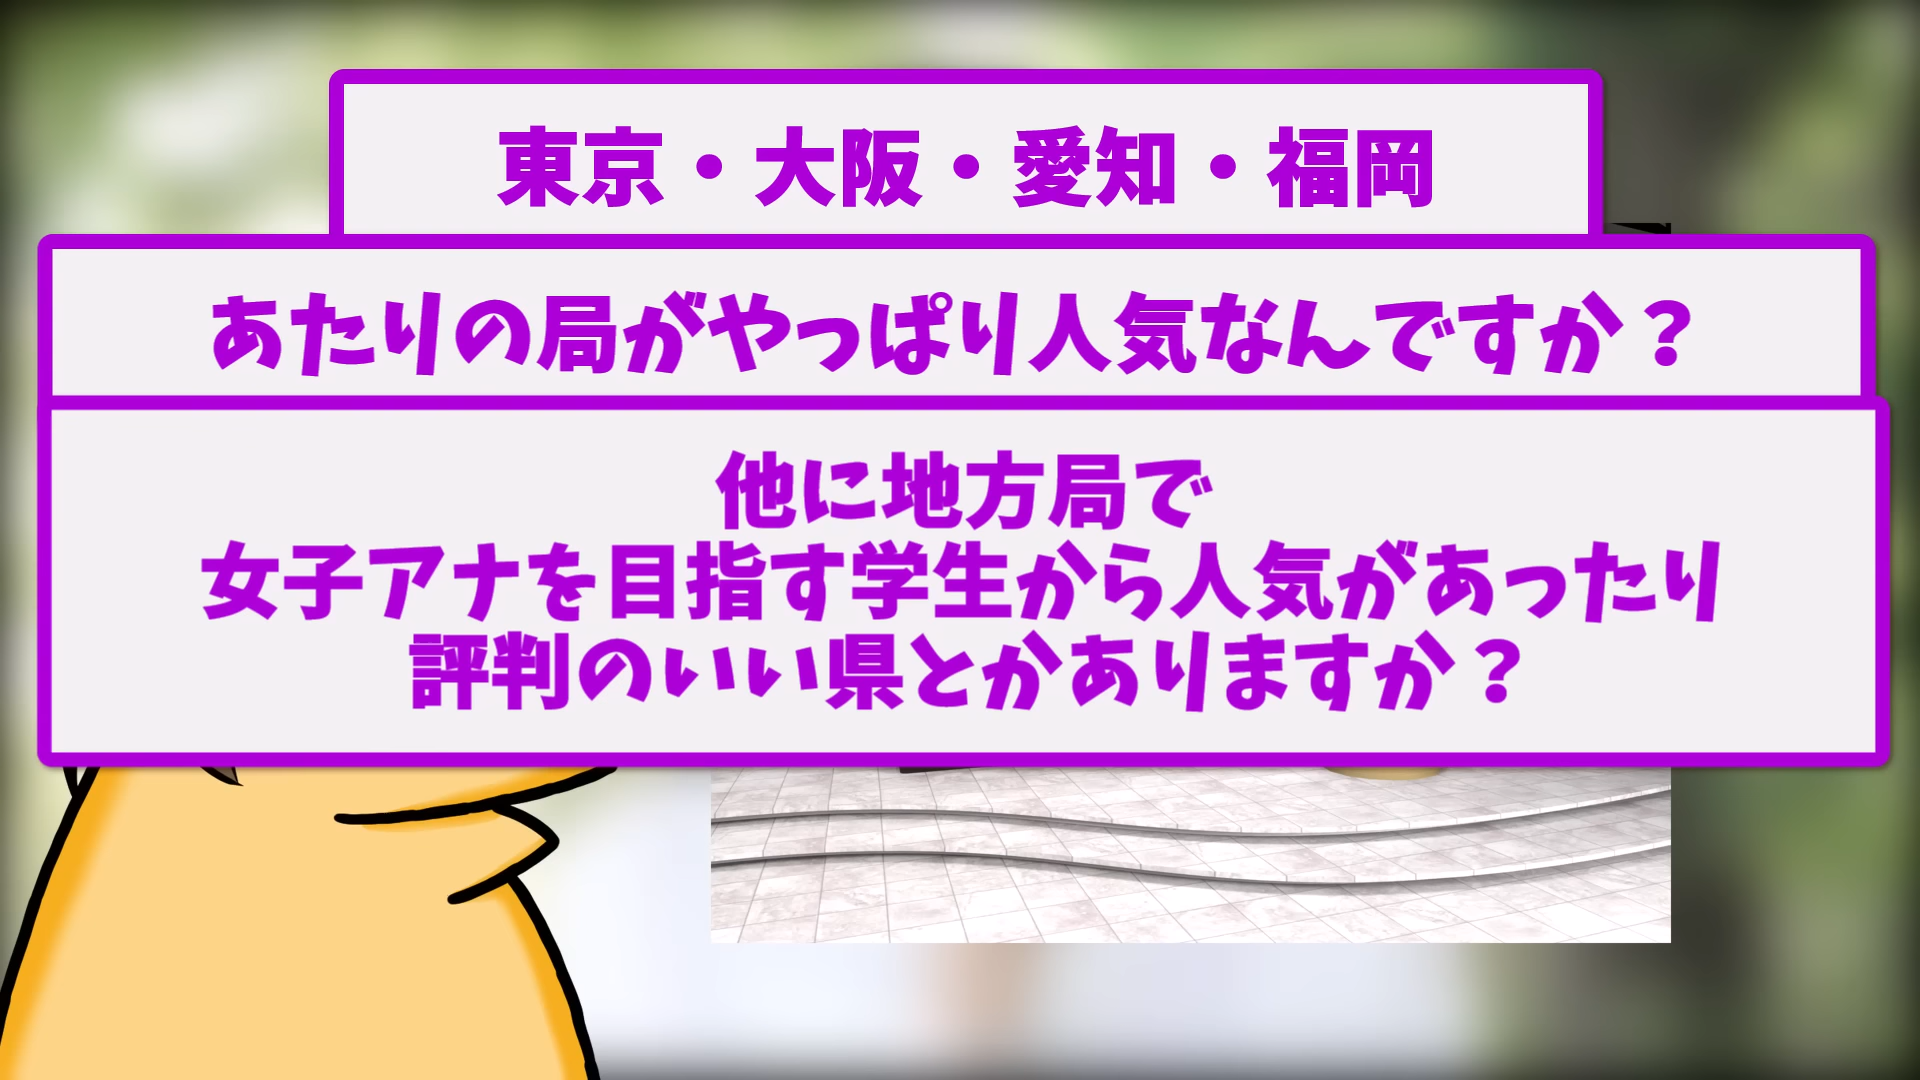 東京・大阪・愛知・福岡
あたりの局がやっぱり人気なんですか？
他に地方局で
女子アナを目指す学生から人気があったり
評判のいい県とかありますか？